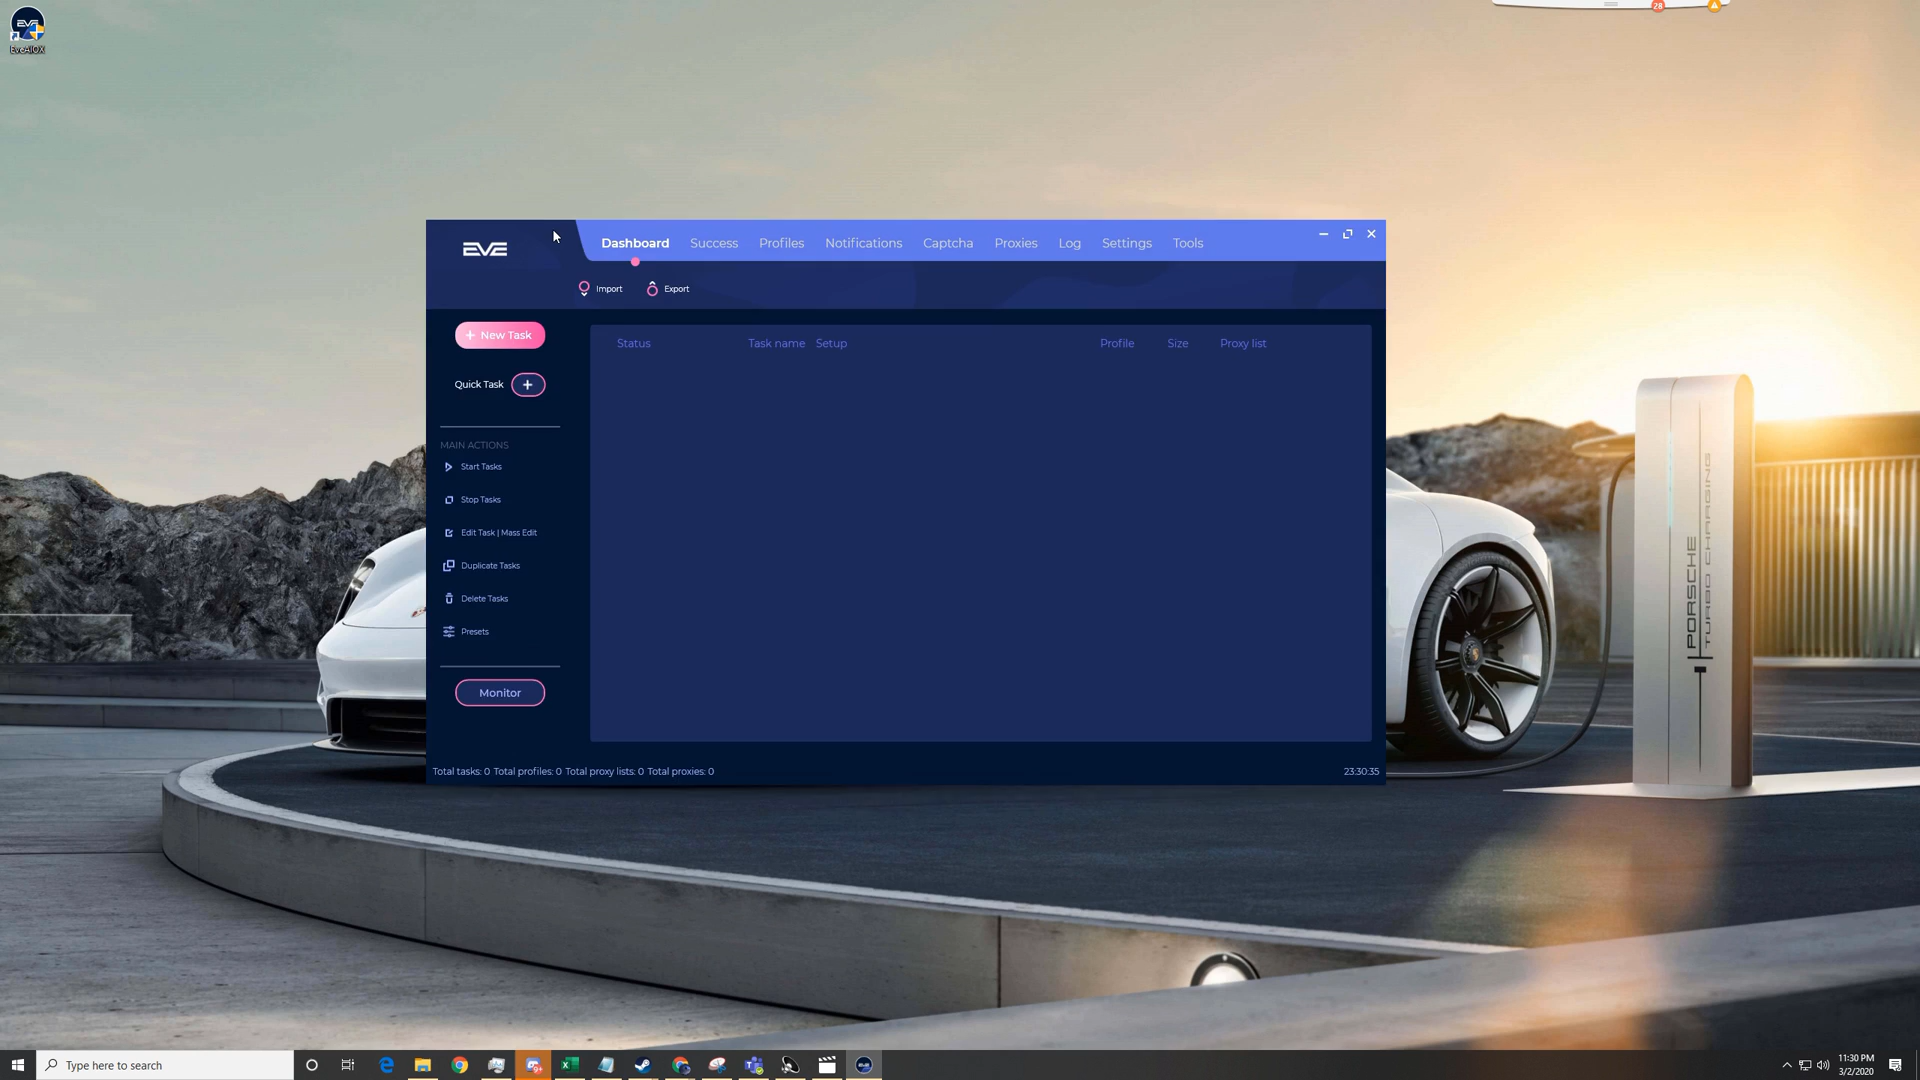 28
EVE
EveAIOX
EVE
Dashboard Success Profiles Notifications Captcha Proxies Log Settings Tools
Import Export
+ New Task
Quick Task +
Status Task name Setup Profile Size Proxy list
MAIN ACTIONS
Start Tasks
Stop Tasks
Edit Task | Mass Edit
Duplicate Tasks
Delete Tasks
Presets
Monitor
Total tasks: 0 Total profiles: 0 Total proxy lists: 0 Total proxies: 0
23:30:35
PORSCHE
TURBO CHARGING
Type here to search
9+
11:30 PM
3/2/2020